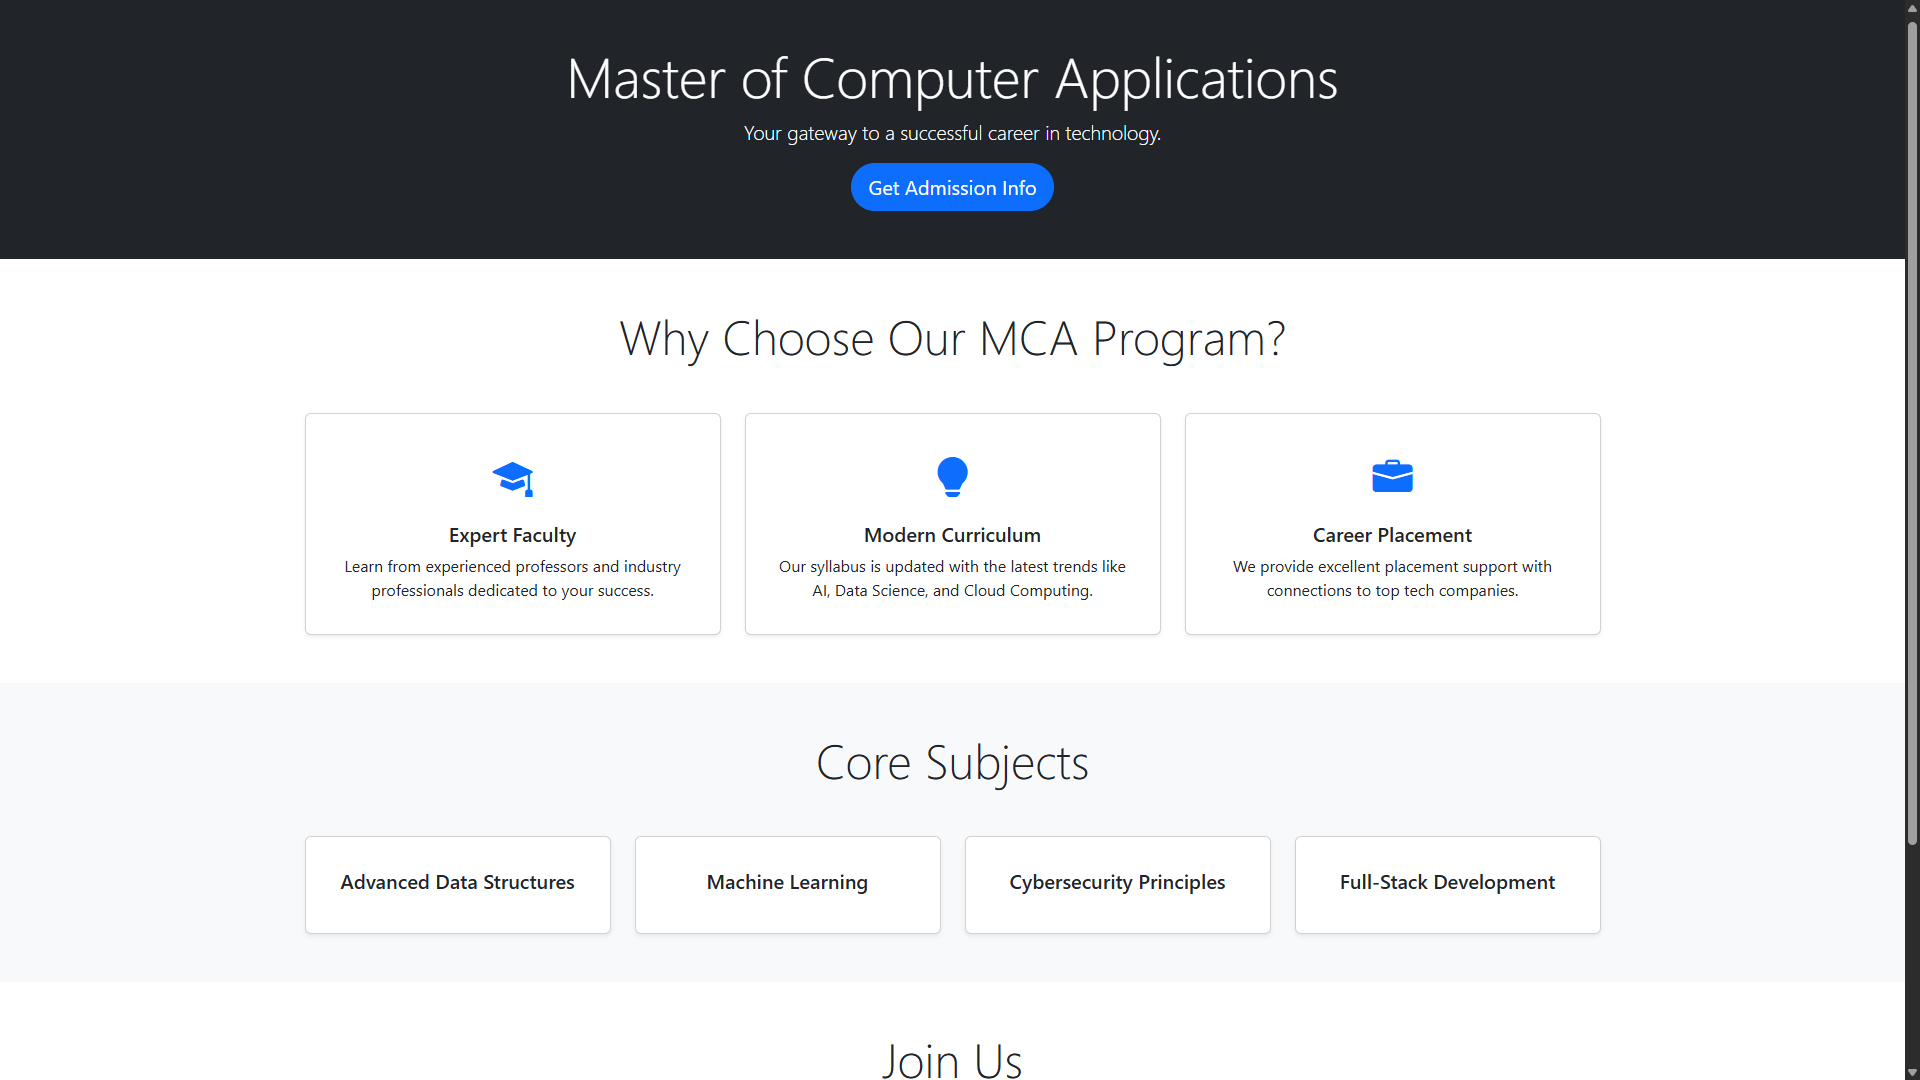 Master of Computer Applications
Your gateway to a successful career in technology.
Get Admission Info
Why Choose Our MCA Program?
Expert Faculty
Learn from experienced professors and industry
professionals dedicated to your success.
Modern Curriculum
Our syllabus is updated with the latest trends like
AI, Data Science, and Cloud Computing.
Career Placement
We provide excellent placement support with
connections to top tech companies.
Core Subjects
Advanced Data Structures
Machine Learning
Cybersecurity Principles
Full-Stack Development
Join Us